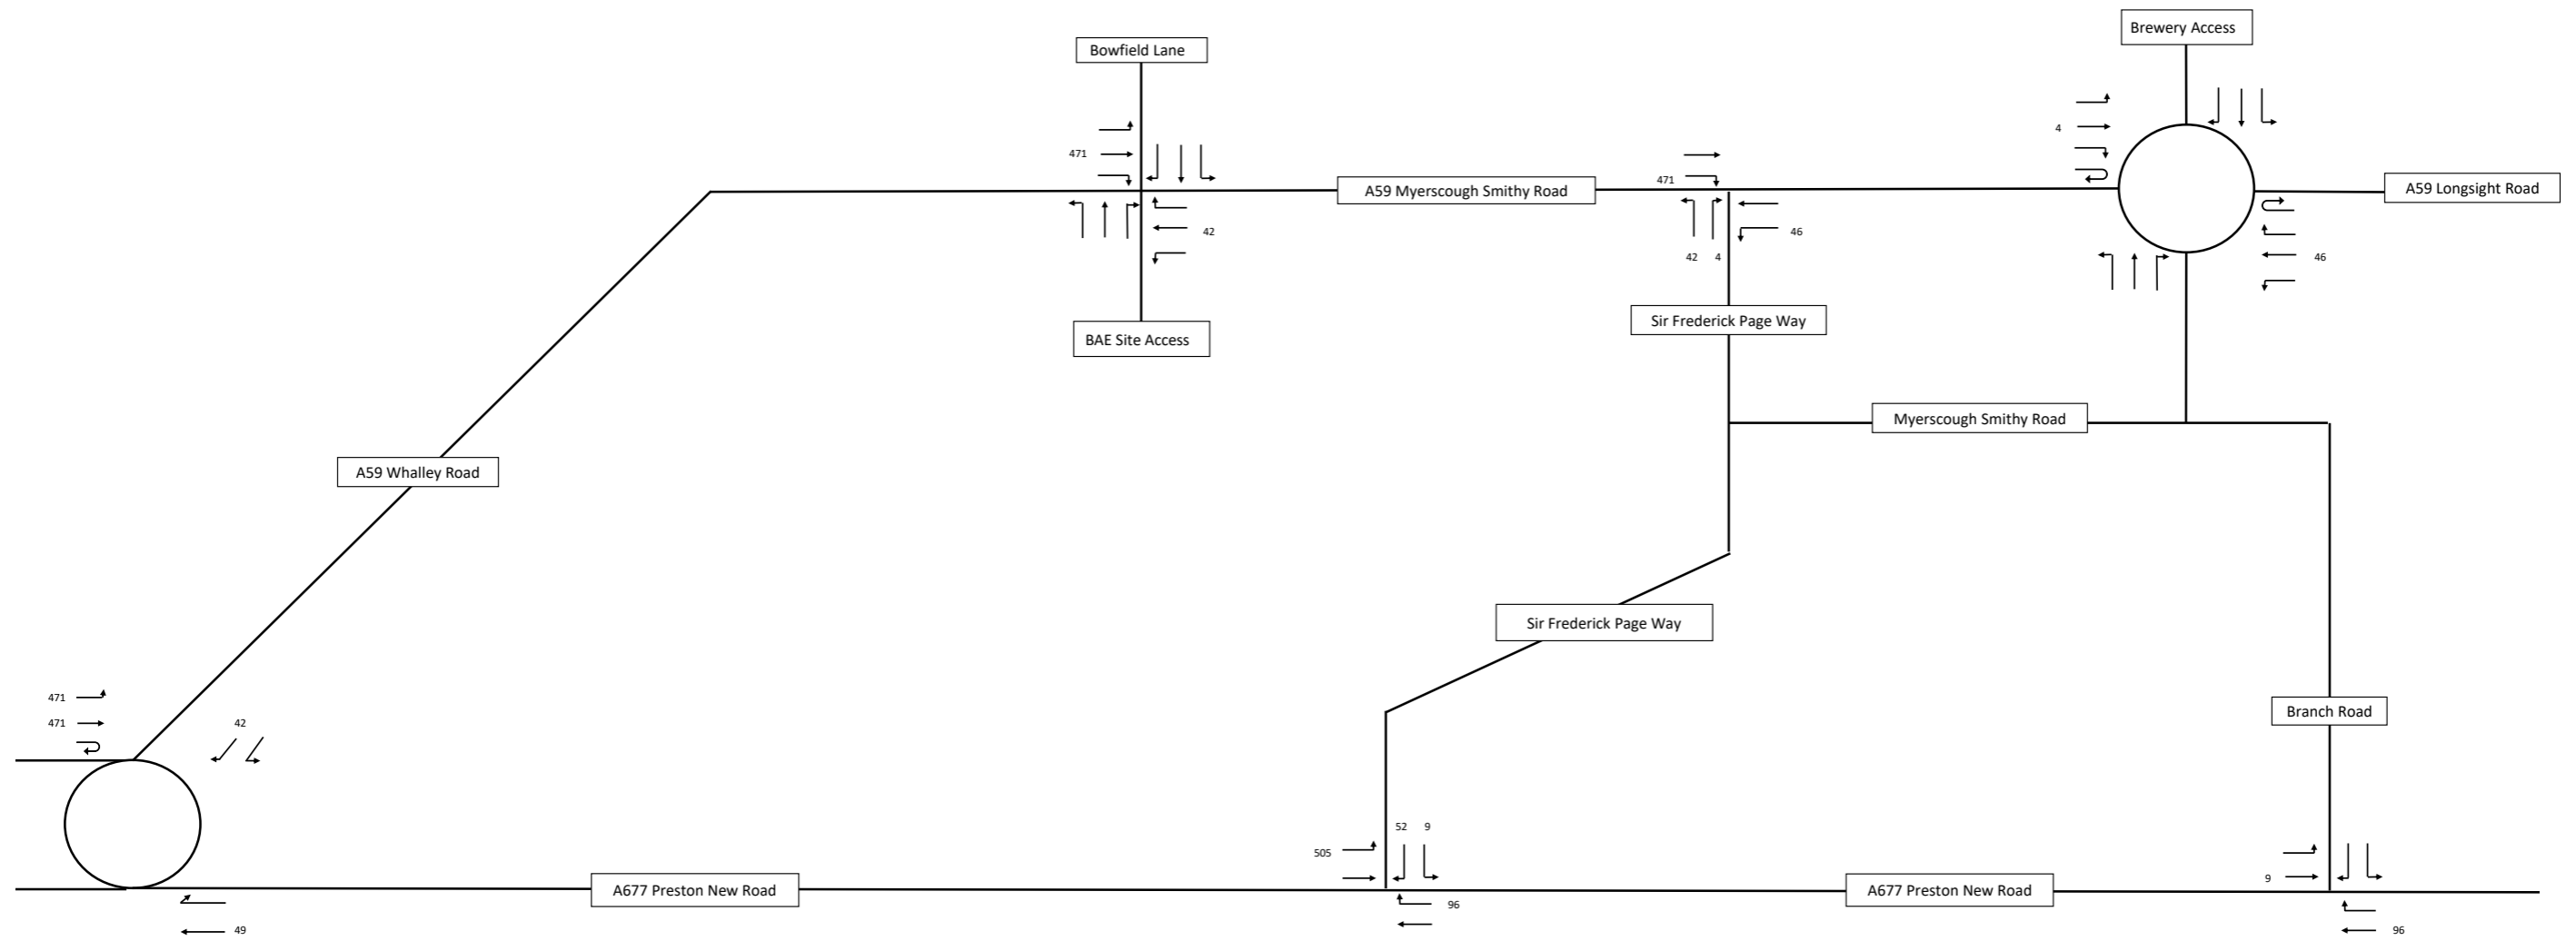 Brewery Access
Bowfield Lane
4
471
471
A59 Myerscough Smithy Road
A59 Longsight Road
42
46
42 4
46
Sir Frederick Page Way
BAE Site Access
Myerscough Smithy Road
A59 Whalley Road
Sir Frederick Page Way
471
471
42
Branch Road
52 9
505
9
A677 Preston New Road
A677 Preston New Road
96
49
96